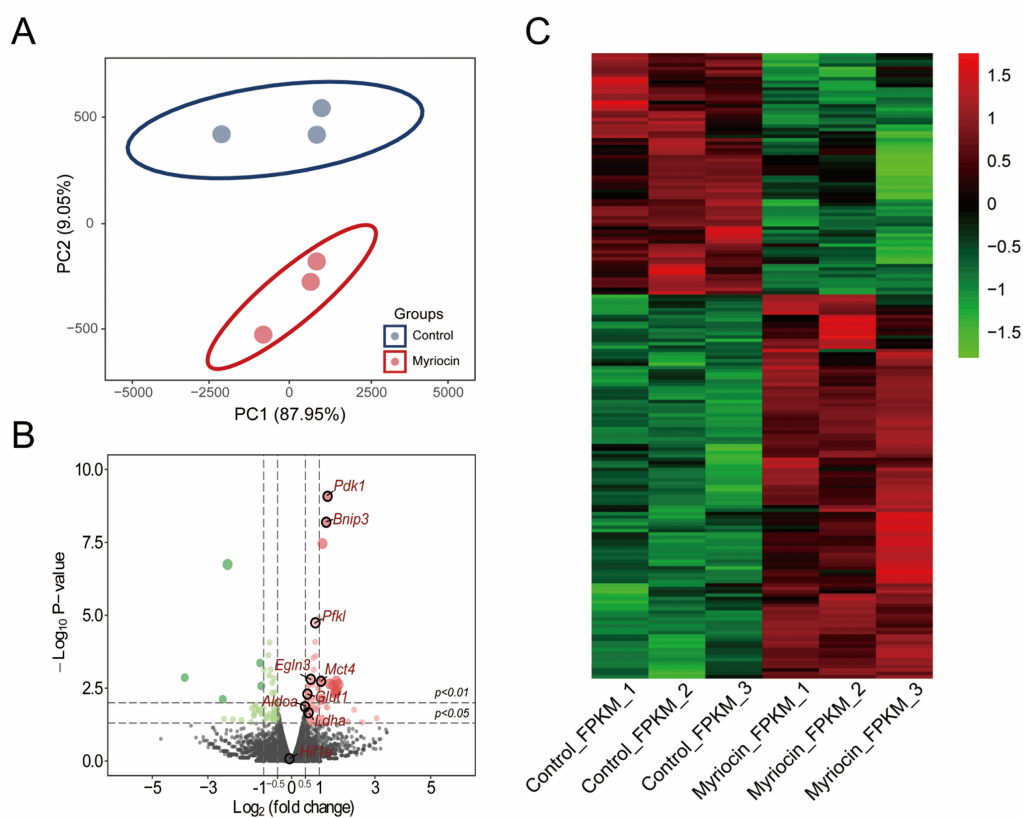 A
500
0
−500
PC2 (9.05%)
−5000
−2500
0
2500
5000
PC1 (87.95%)
Groups
Control
Myriocin
B
10.0
7.5
5.0
2.5
0.0
−Log10 P−value
Pdk1
Bnip3
Pfkl
Egln3
Mct4
Glut1
Aldoa
Ldha
Hif1a
p<0.01
p<0.05
−5
−3
−1
−0.5
0.5
1
3
5
Log2 (fold change)
C
1.5
1
0.5
0
−0.5
−1
−1.5
Control_FPKM_1
Control_FPKM_2
Control_FPKM_3
Myriocin_FPKM_1
Myriocin_FPKM_2
Myriocin_FPKM_3